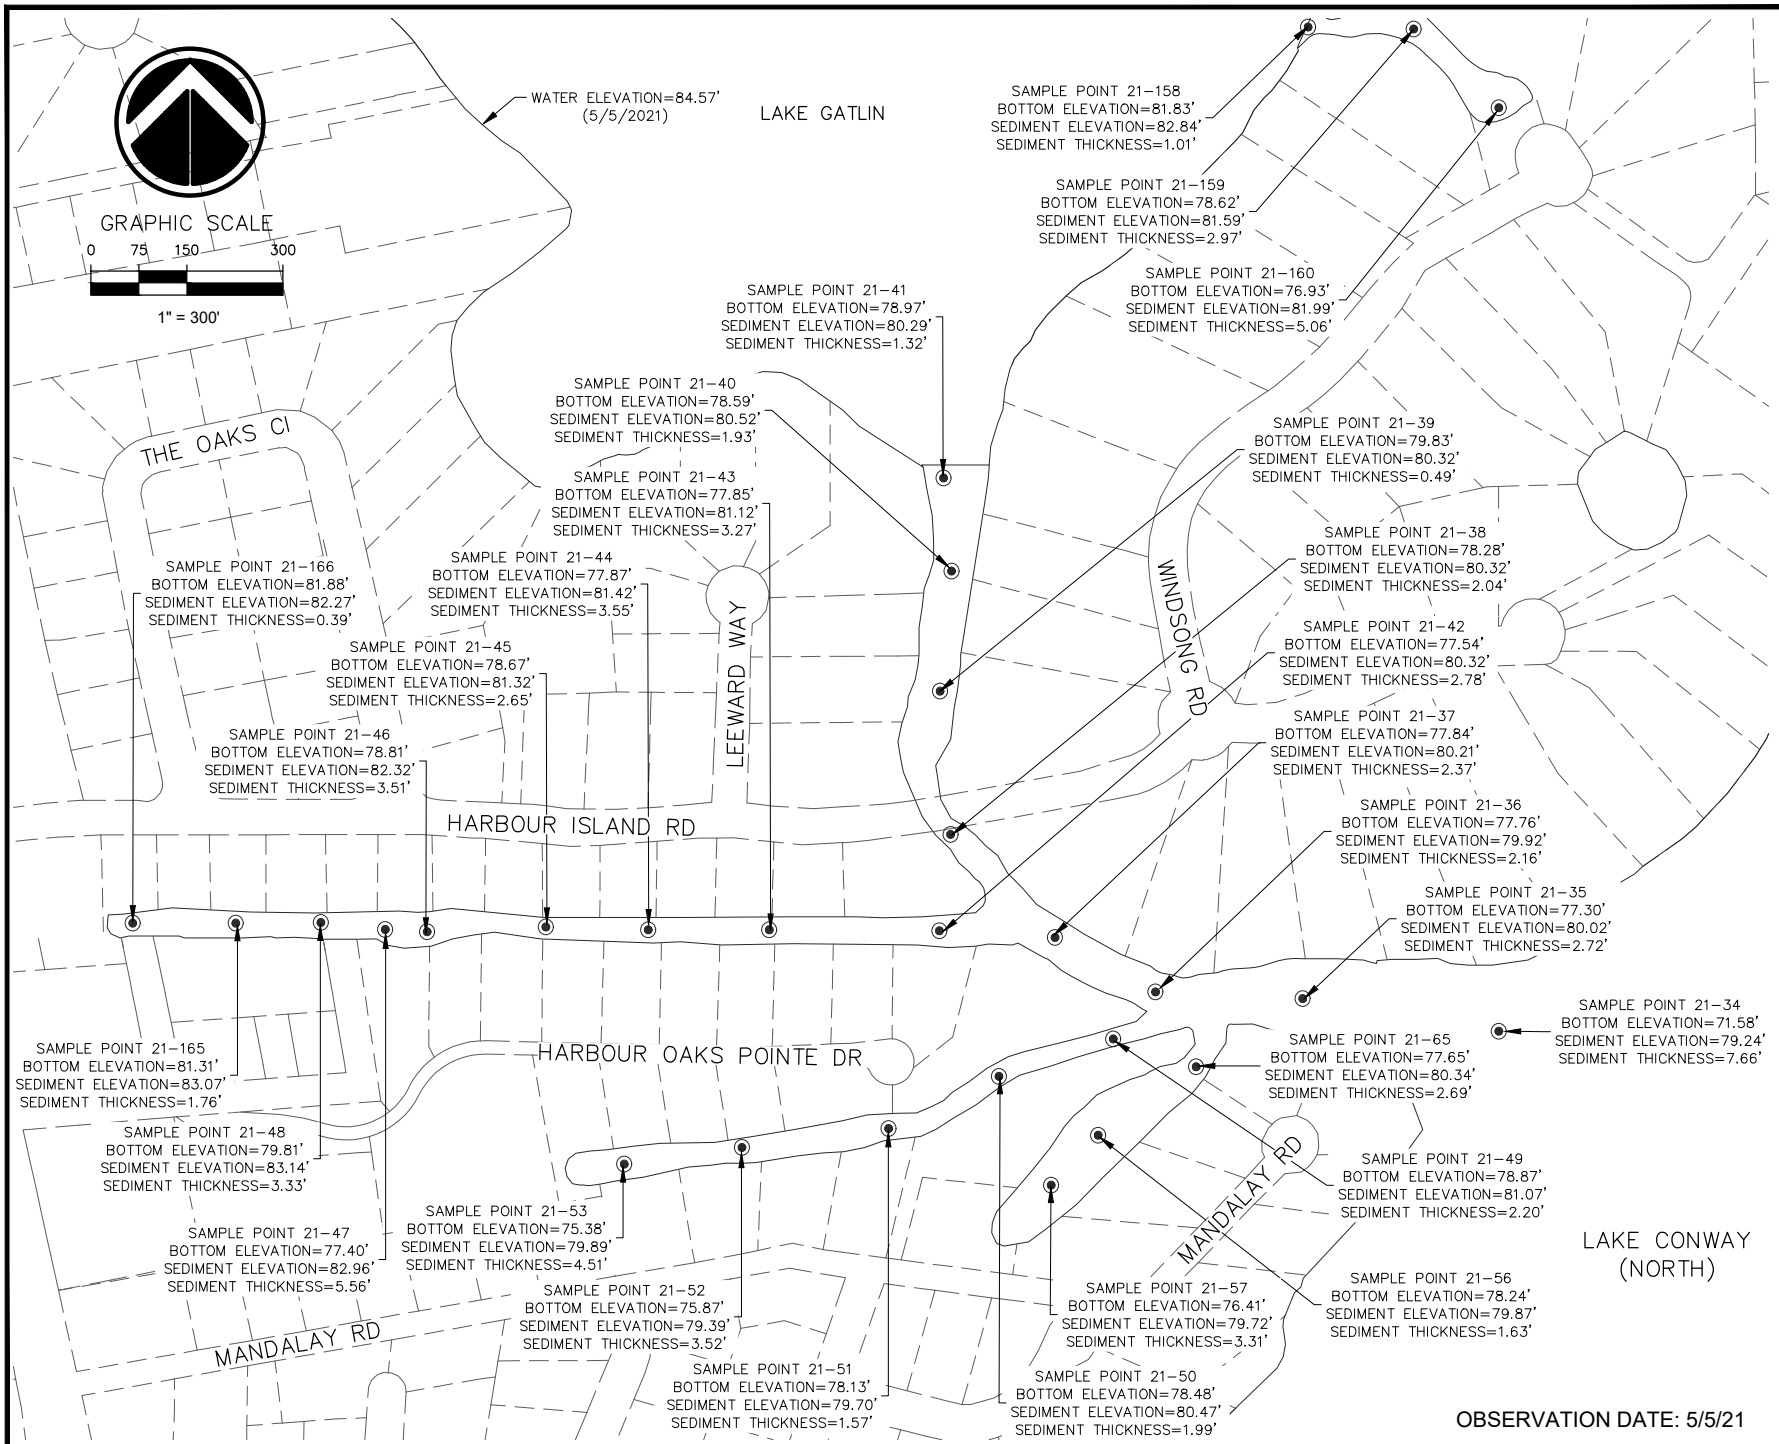 WATER ELEVATION=84.57'
(5/5/2021)
LAKE GATLIN
SAMPLE POINT 21-158
BOTTOM ELEVATION=81.83'
SEDIMENT ELEVATION=82.84'
SEDIMENT THICKNESS=1.01'
SAMPLE POINT 21-159
BOTTOM ELEVATION=78.62'
SEDIMENT ELEVATION=81.59'
SEDIMENT THICKNESS=2.97'
GRAPHIC SCALE
0 75 150 300
1" = 300'
SAMPLE POINT 21-160
BOTTOM ELEVATION=76.93'
SEDIMENT ELEVATION=81.99'
SEDIMENT THICKNESS=5.06'
SAMPLE POINT 21-41
BOTTOM ELEVATION=78.97'
SEDIMENT ELEVATION=80.29'
SEDIMENT THICKNESS=1.32'
SAMPLE POINT 21-40
BOTTOM ELEVATION=78.59'
SEDIMENT ELEVATION=80.52'
SEDIMENT THICKNESS=1.93'
THE OAKS CI
SAMPLE POINT 21-39
BOTTOM ELEVATION=79.83'
SEDIMENT ELEVATION=80.32'
SEDIMENT THICKNESS=0.49'
SAMPLE POINT 21-43
BOTTOM ELEVATION=77.85'
SEDIMENT ELEVATION=81.12'
SEDIMENT THICKNESS=3.27'
SAMPLE POINT 21-38
BOTTOM ELEVATION=78.28'
SEDIMENT ELEVATION=80.32'
SEDIMENT THICKNESS=2.04'
SAMPLE POINT 21-44
BOTTOM ELEVATION=77.87'
SEDIMENT ELEVATION=81.42'
SEDIMENT THICKNESS=3.55'
SAMPLE POINT 21-166
BOTTOM ELEVATION=81.88'
SEDIMENT ELEVATION=82.27'
SEDIMENT THICKNESS=0.39'
WINDSONG RD
LEEWARD WAY
SAMPLE POINT 21-42
BOTTOM ELEVATION=77.54'
SEDIMENT ELEVATION=80.32'
SEDIMENT THICKNESS=2.78'
SAMPLE POINT 21-45
BOTTOM ELEVATION=78.67'
SEDIMENT ELEVATION=81.32'
SEDIMENT THICKNESS=2.65'
SAMPLE POINT 21-37
BOTTOM ELEVATION=77.84'
SEDIMENT ELEVATION=80.21'
SEDIMENT THICKNESS=2.37'
SAMPLE POINT 21-46
BOTTOM ELEVATION=78.81'
SEDIMENT ELEVATION=82.32'
SEDIMENT THICKNESS=3.51'
HARBOUR ISLAND RD
SAMPLE POINT 21-36
BOTTOM ELEVATION=77.76'
SEDIMENT ELEVATION=79.92'
SEDIMENT THICKNESS=2.16'
SAMPLE POINT 21-35
BOTTOM ELEVATION=77.30'
SEDIMENT ELEVATION=80.02'
SEDIMENT THICKNESS=2.72'
SAMPLE POINT 21-34
BOTTOM ELEVATION=71.58'
SEDIMENT ELEVATION=79.24'
SEDIMENT THICKNESS=7.66'
SAMPLE POINT 21-165
BOTTOM ELEVATION=81.31'
SEDIMENT ELEVATION=83.07'
SEDIMENT THICKNESS=1.76'
HARBOUR OAKS POINTE DR
SAMPLE POINT 21-65
BOTTOM ELEVATION=77.65'
SEDIMENT ELEVATION=80.34'
SEDIMENT THICKNESS=2.69'
SAMPLE POINT 21-48
BOTTOM ELEVATION=79.81'
SEDIMENT ELEVATION=83.14'
SEDIMENT THICKNESS=3.33'
MANDALAY RD
SAMPLE POINT 21-49
BOTTOM ELEVATION=78.87'
SEDIMENT ELEVATION=81.07'
SEDIMENT THICKNESS=2.20'
SAMPLE POINT 21-53
BOTTOM ELEVATION=75.38'
SEDIMENT ELEVATION=79.89'
SEDIMENT THICKNESS=4.51'
SAMPLE POINT 21-47
BOTTOM ELEVATION=77.40'
SEDIMENT ELEVATION=82.96'
SEDIMENT THICKNESS=5.56'
LAKE CONWAY
(NORTH)
SAMPLE POINT 21-52
BOTTOM ELEVATION=75.87'
SEDIMENT ELEVATION=79.39'
SEDIMENT THICKNESS=3.52'
SAMPLE POINT 21-57
BOTTOM ELEVATION=76.41'
SEDIMENT ELEVATION=79.72'
SEDIMENT THICKNESS=3.31'
SAMPLE POINT 21-56
BOTTOM ELEVATION=78.24'
SEDIMENT ELEVATION=79.87'
SEDIMENT THICKNESS=1.63'
MANDALAY RD
SAMPLE POINT 21-51
BOTTOM ELEVATION=78.13'
SEDIMENT ELEVATION=79.70'
SEDIMENT THICKNESS=1.57'
SAMPLE POINT 21-50
BOTTOM ELEVATION=78.48'
SEDIMENT ELEVATION=80.47'
SEDIMENT THICKNESS=1.99'
OBSERVATION DATE: 5/5/21